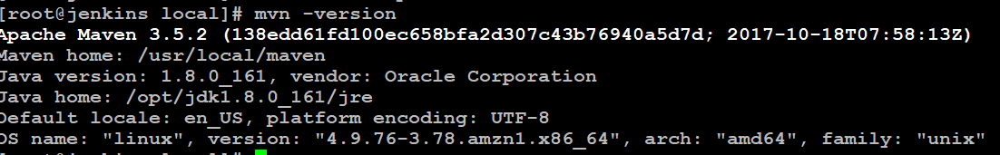 [root@jenkins local]# mvn -version
Apache Maven 3.5.2 (138edd61fd100ec658bfa2d307c43b76940a5d7d; 2017-10-18T07:58:13Z)
Maven home: /usr/local/maven
Java version: 1.8.0_161, vendor: Oracle Corporation
Java home: /opt/jdk1.8.0_161/jre
Default locale: en_US, platform encoding: UTF-8
OS name: "linux", version: "4.9.76-3.78.amzn1.x86_64", arch: "amd64", family: "unix"
[root@jenkins local]#